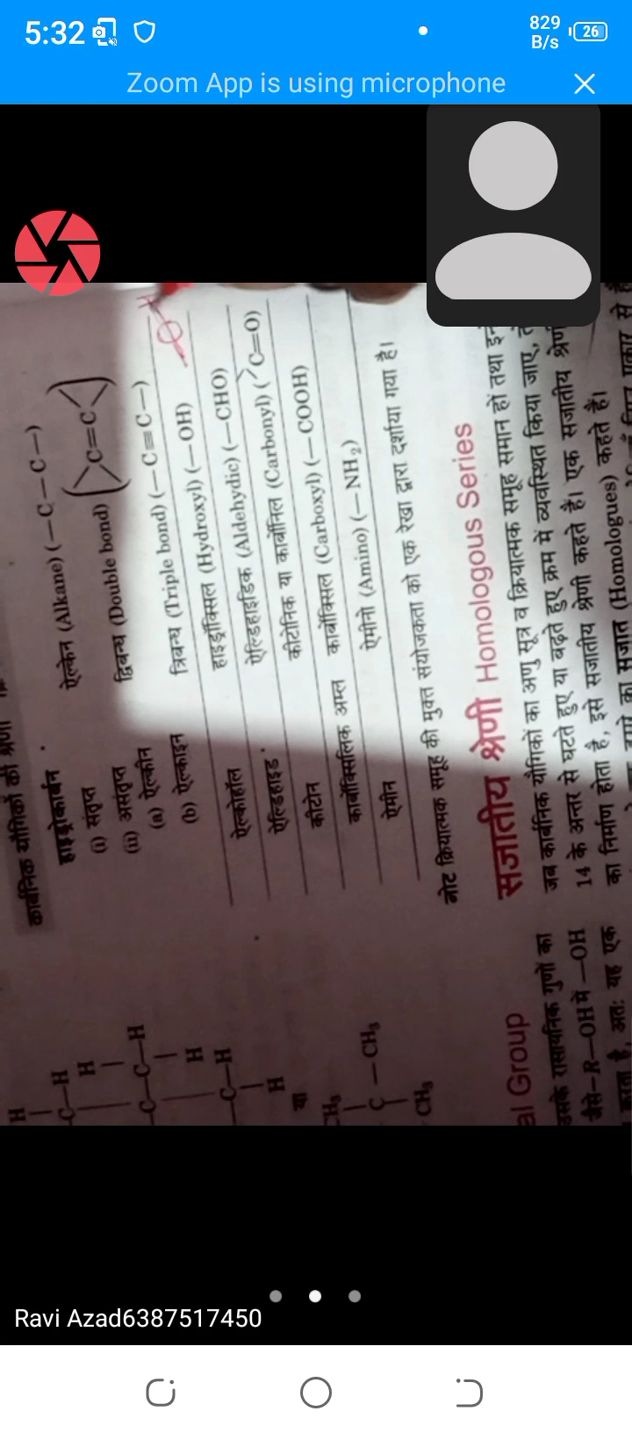 5:32
829 B/s
26
Zoom App is using microphone
कार्बनिक यौगिकों की श्रेणी
हाइड्रोकार्बन
(i) संतृप्त ऐल्केन (Alkane) (—C—C—)
(ii) असंतृप्त
(a) ऐल्कीन द्विबन्ध (Double bond) (>C=C<)
(b) ऐल्काइन त्रिबन्ध (Triple bond) (—C≡C—)
ऐल्कोहॉल हाइड्रॉक्सिल (Hydroxyl) (—OH)
ऐल्डिहाइड ऐल्डिहाइडिक (Aldehydic) (—CHO)
कीटोन कीटोनिक या कार्बोनिल (Carbonyl) (>C=O)
कार्बोक्सिलिक अम्ल कार्बोक्सिल (Carboxyl) (—COOH)
ऐमीन ऐमीनो (Amino) (—NH₂)
नोट क्रियात्मक समूह की मुक्त संयोजकता को एक रेखा द्वारा दर्शाया गया है।
सजातीय श्रेणी Homologous Series
जब कार्बनिक यौगिकों का अणु सूत्र व क्रियात्मक समूह समान हों तथा
14 के अन्तर से घटते हुए या बढ़ते हुए क्रम में व्यवस्थित किया जाए,
का निर्माण होता है, इसे सजातीय श्रेणी कहते हैं। एक सजातीय
का सजात (Homologues) कहते हैं।
H
C—H
H
C—C—H
H
C—H
H
या
C—CH₃
CH₃
al Group
उसके रासायनिक गुणों का
जैसे–R—OH में —OH
अतः यह एक
Ravi Azad6387517450